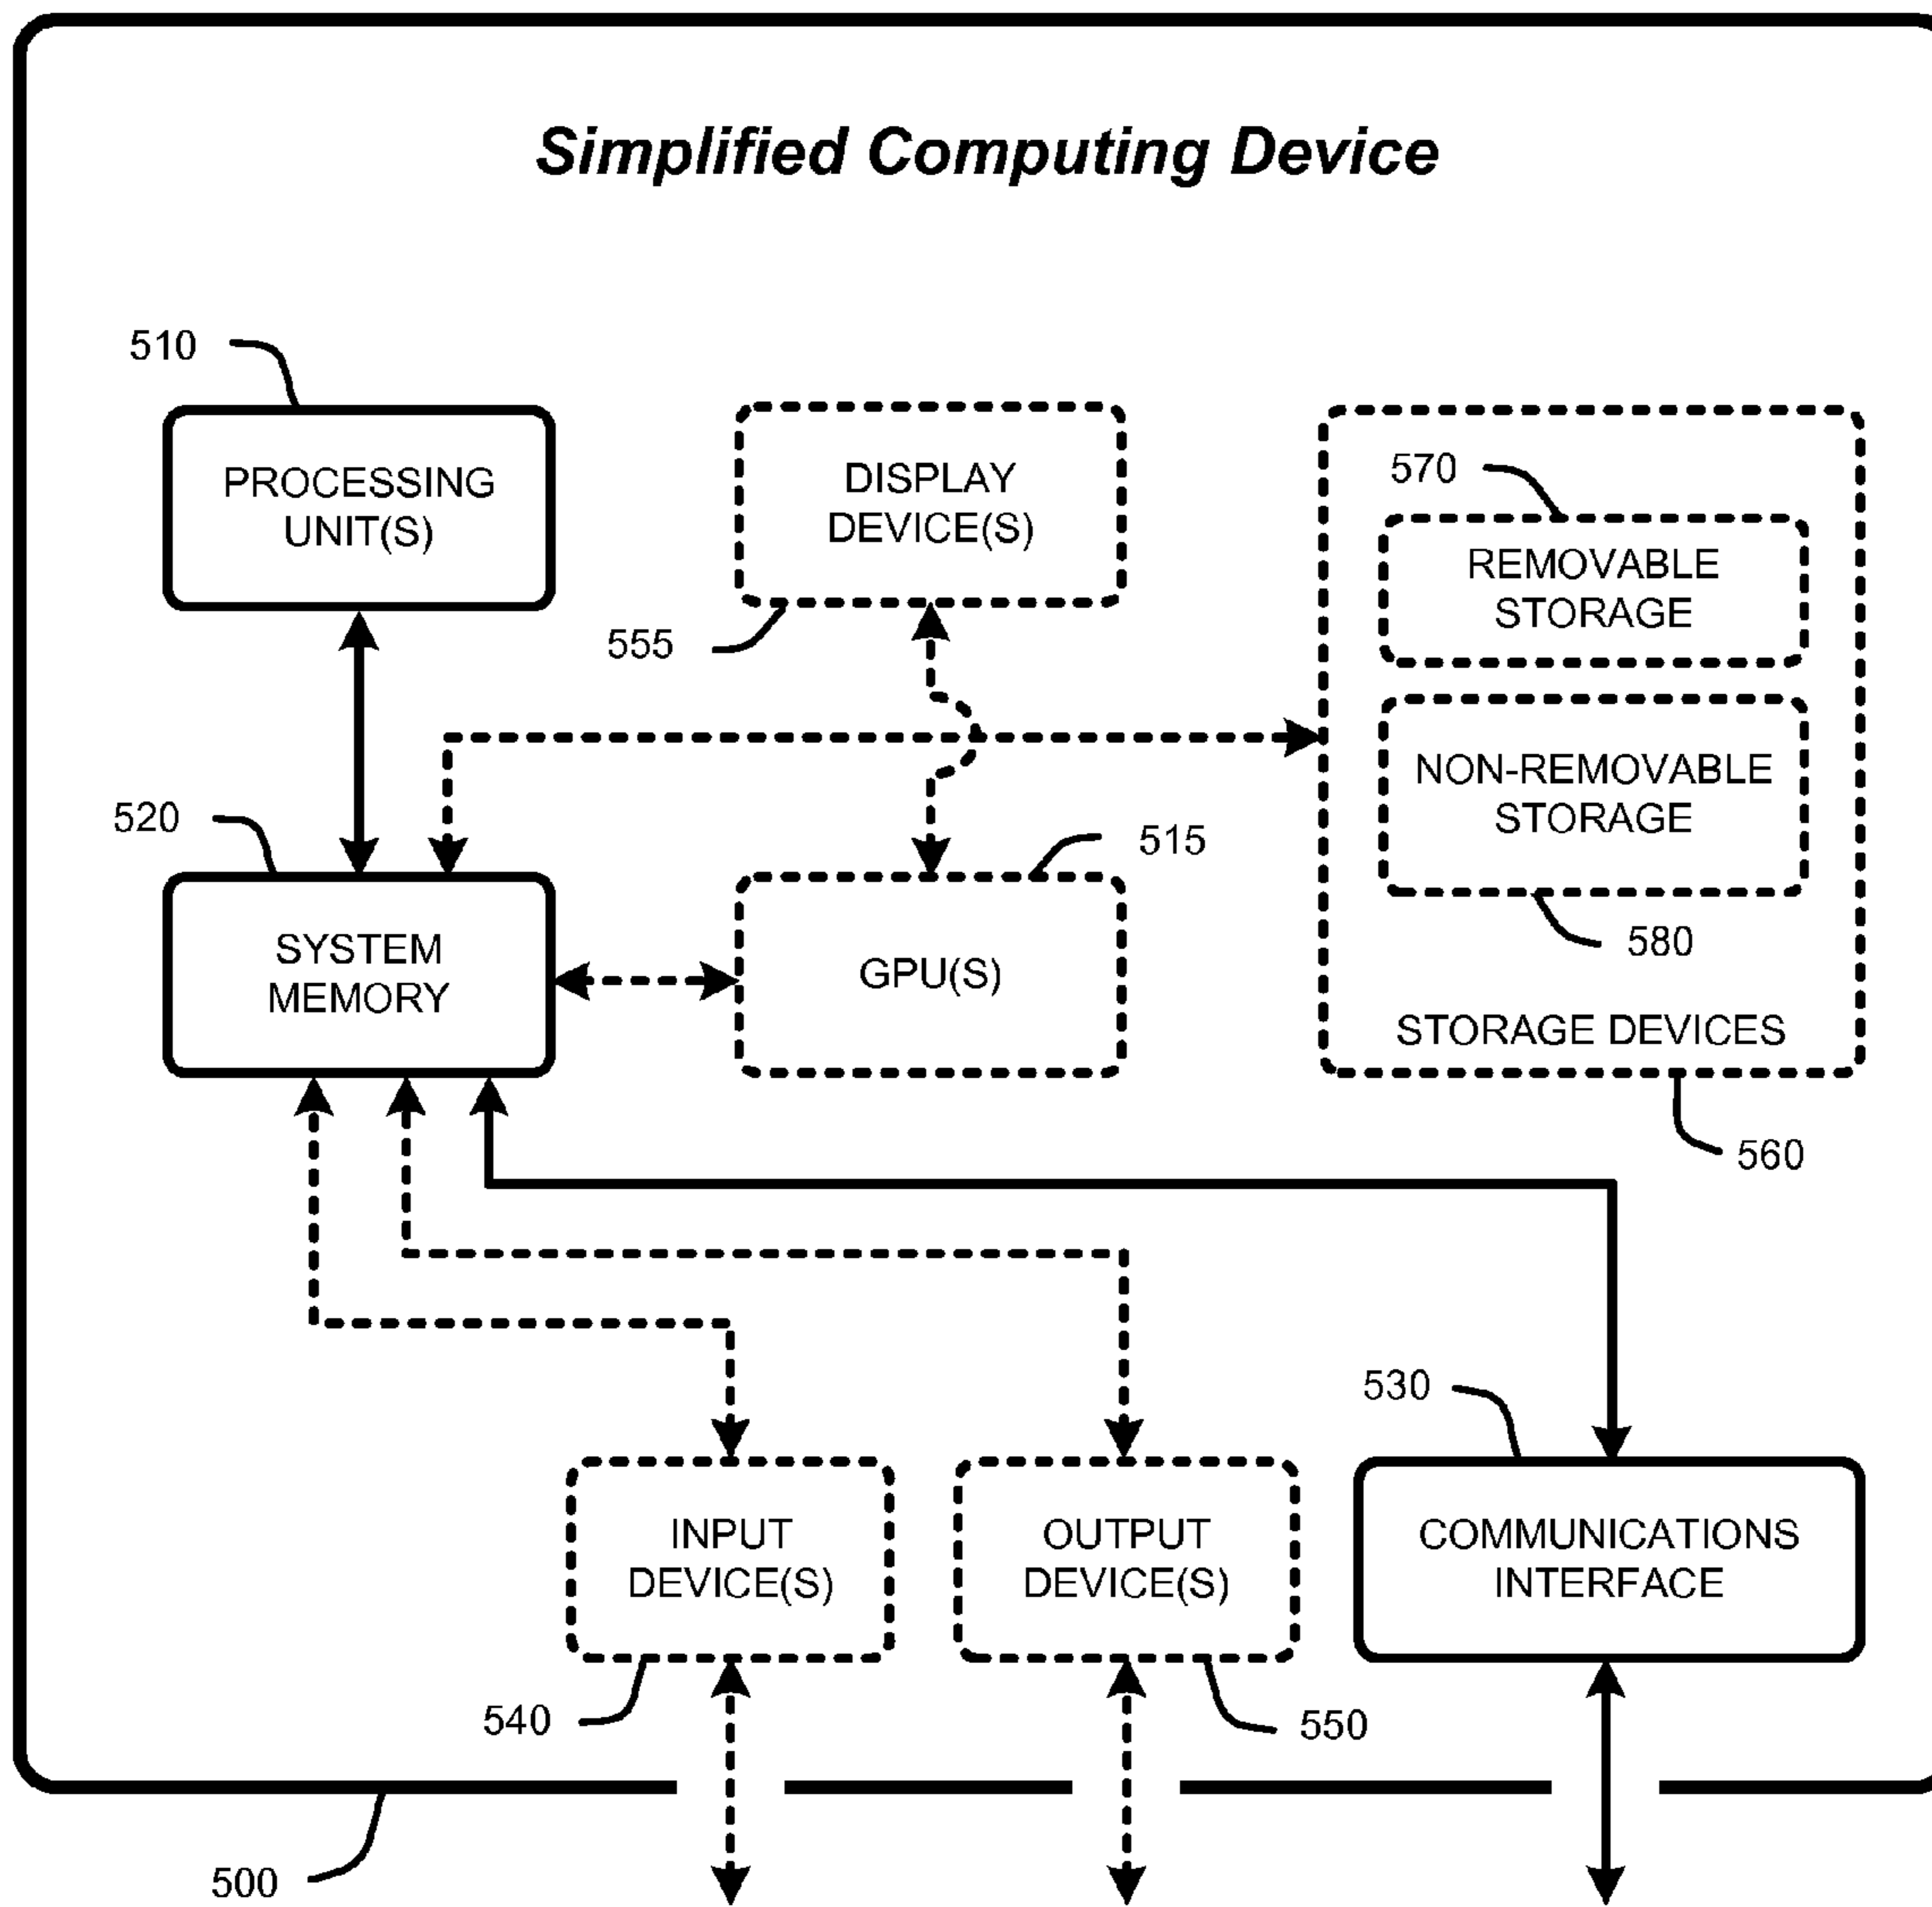 Simplified Computing Device
510
PROCESSING
UNIT(S)
DISPLAY
DEVICE(S)
555
570
REMOVABLE
STORAGE
NON-REMOVABLE
STORAGE
580
STORAGE DEVICES
560
520
SYSTEM
MEMORY
515
GPU(S)
530
INPUT
DEVICE(S)
540
OUTPUT
DEVICE(S)
550
COMMUNICATIONS
INTERFACE
500